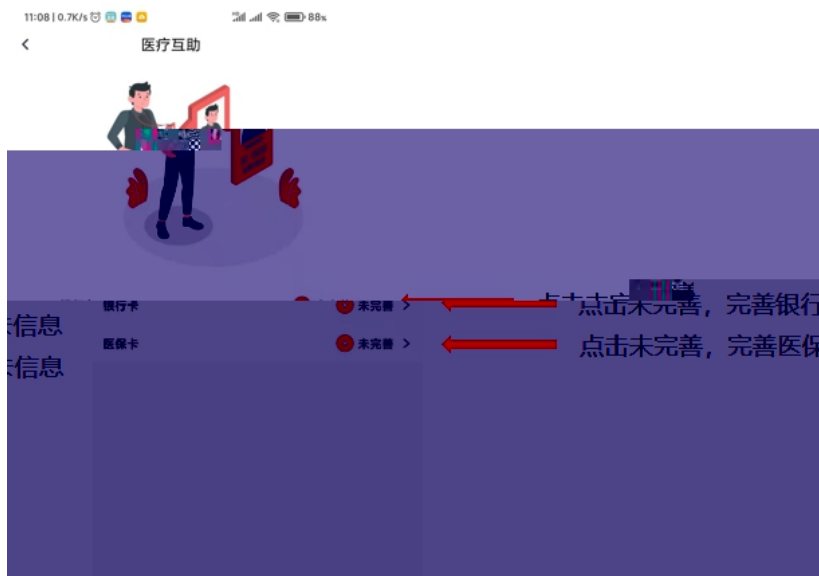 11:08 | 0.7K/s
88%
医疗互助
银行卡
未完善
点击未完善，完善银行
卡信息
医保卡
未完善
点击未完善，完善医保
卡信息